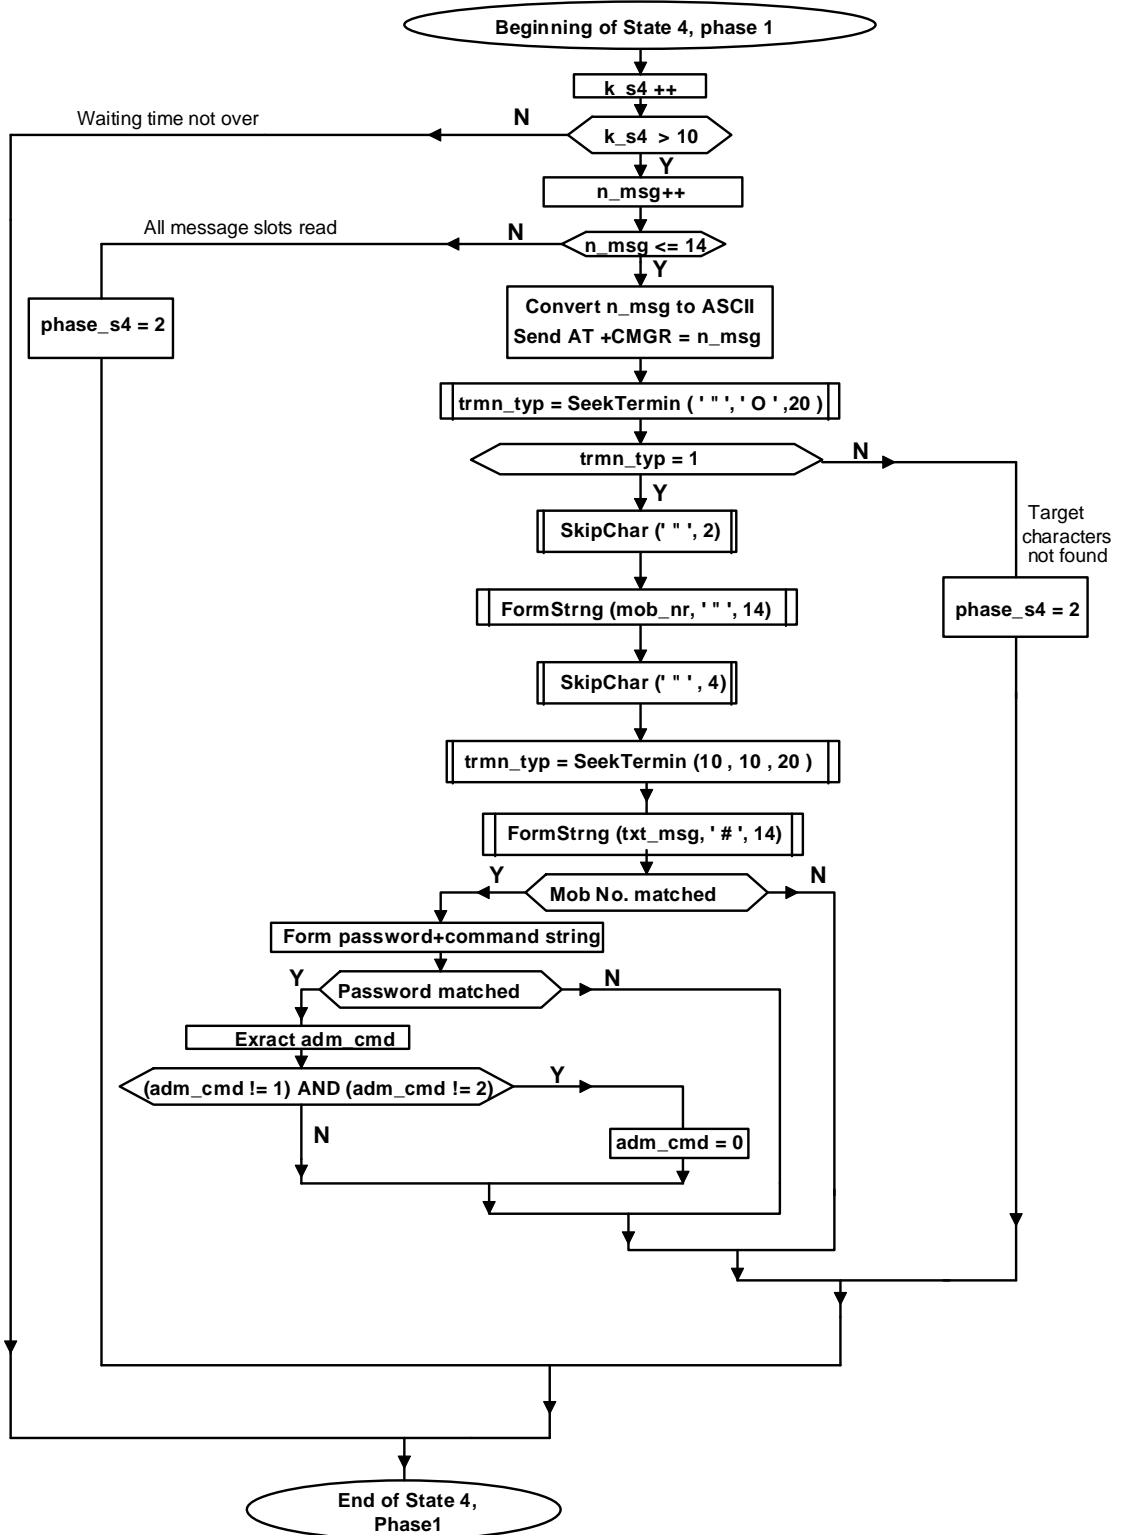 Beginning of State 4, phase 1
k_s4 ++
Waiting time not over
N
k_s4 > 10
Y
n_msg++
All message slots read
N
n_msg <= 14
Y
phase_s4 = 2
Convert n_msg to ASCII
Send AT +CMGR = n_msg
trmn_typ = SeekTermin ( ' " ', ' O ' ,20 )
trmn_typ = 1
N
Y
Target
characters
not found
SkipChar (' " ', 2)
phase_s4 = 2
FormStrng (mob_nr, ' " ', 14)
SkipChar (' " ' , 4)
trmn_typ = SeekTermin (10 , 10 , 20 )
FormStrng (txt_msg, ' # ', 14)
Y
Mob No. matched
N
Form password+command string
Y
Password matched
N
Exract adm_cmd
(adm_cmd != 1) AND (adm_cmd != 2)
Y
N
adm_cmd = 0
End of State 4,
Phase1